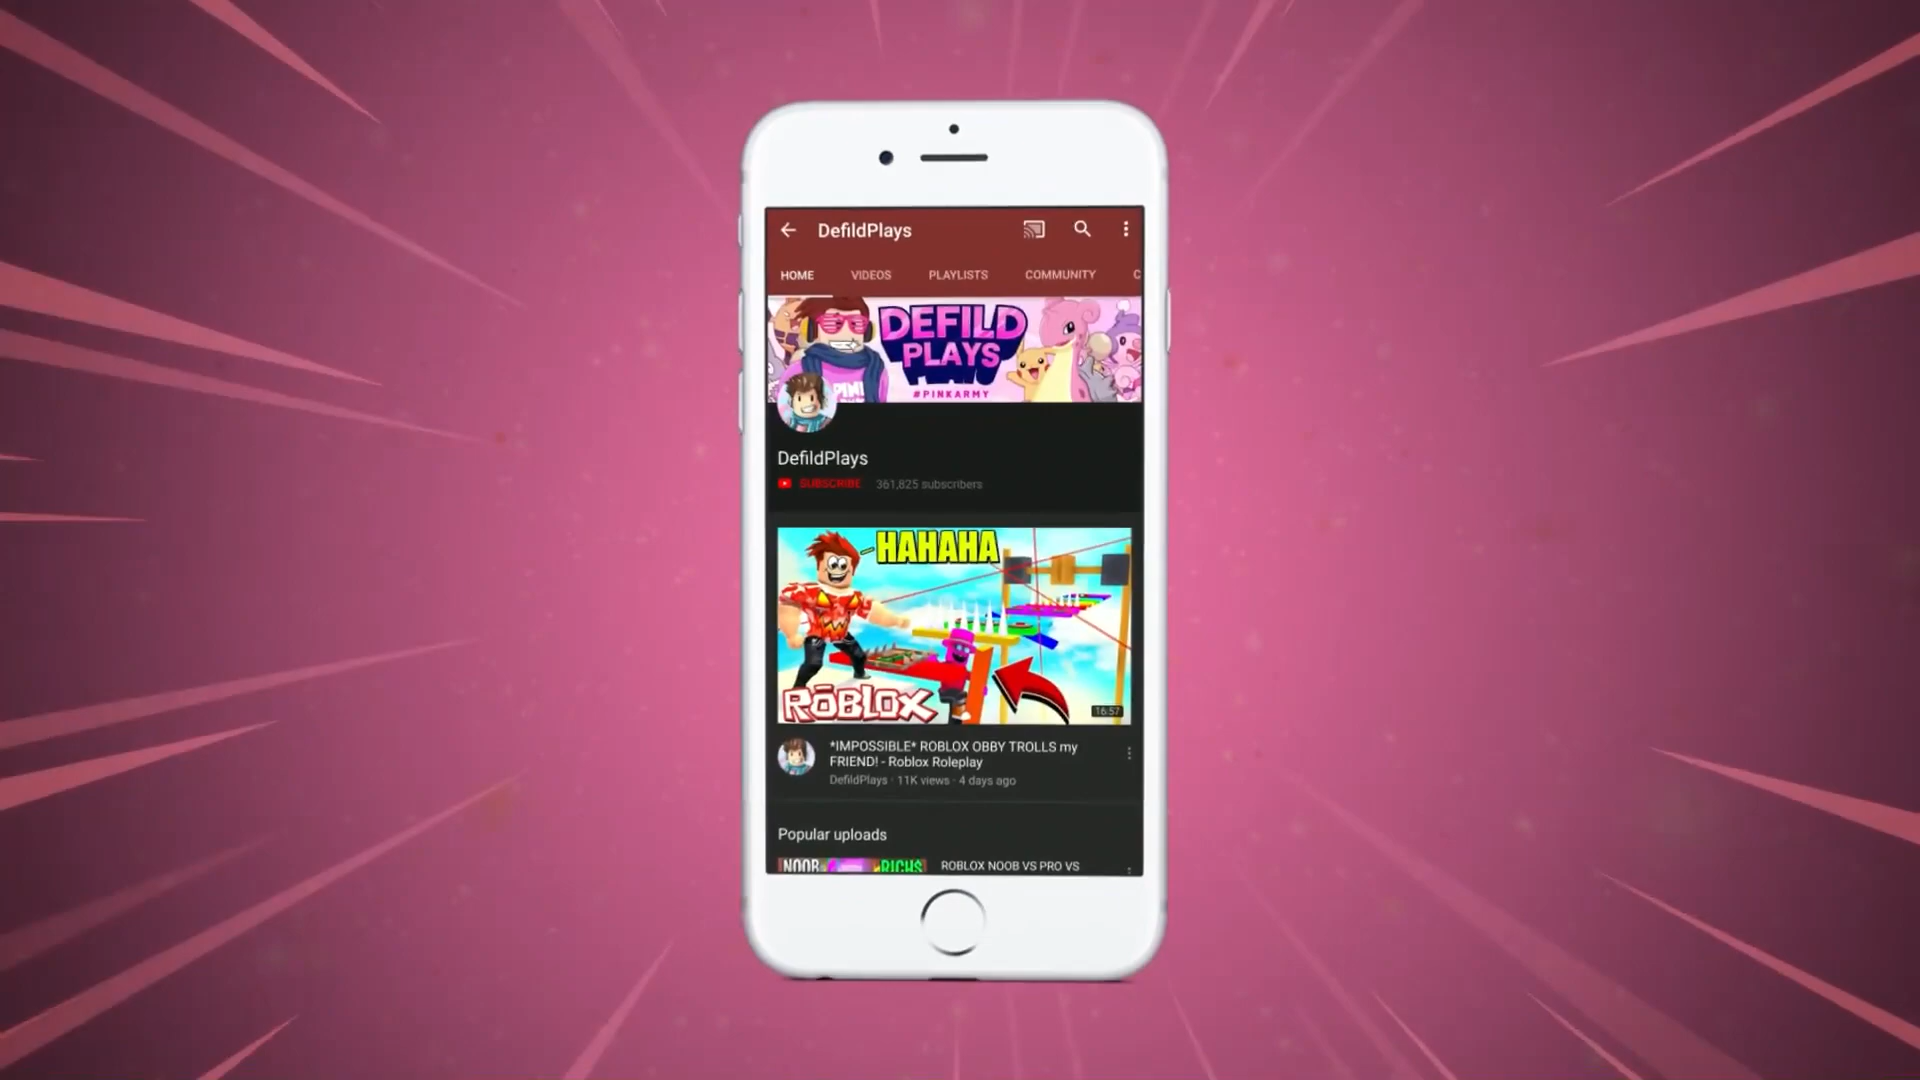 DefildPlays
HOME VIDEOS PLAYLISTS COMMUNITY C
DEFILD
PLAYS
#PINKARMY
DefildPlays
SUBSCRIBE 361,825 subscribers
HAHAHA
ROBLOX
16:57
*IMPOSSIBLE* ROBLOX OBBY TROLLS my
FRIEND! - Roblox Roleplay
DefildPlays · 11K views · 4 days ago
Popular uploads
NOOB RICH$
ROBLOX NOOB VS PRO VS